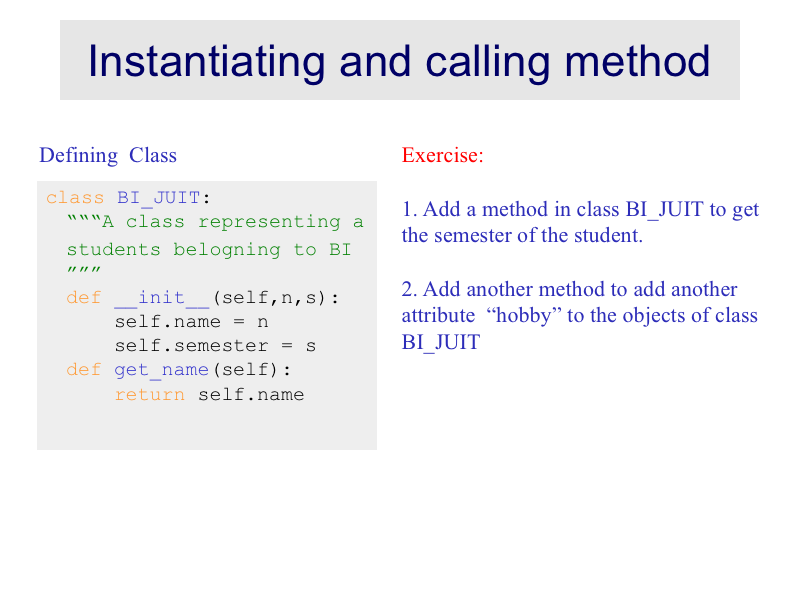 Instantiating and calling method
Defining Class
class BI_JUIT:
“““A class representing a
students belogning to BI
”””
def __init__(self,n,s):
self.name = n
self.semester = s
def get_name(self):
return self.name
Exercise:
1. Add a method in class BI_JUIT to get
the semester of the student.
2. Add another method to add another
attribute “hobby” to the objects of class
BI_JUIT